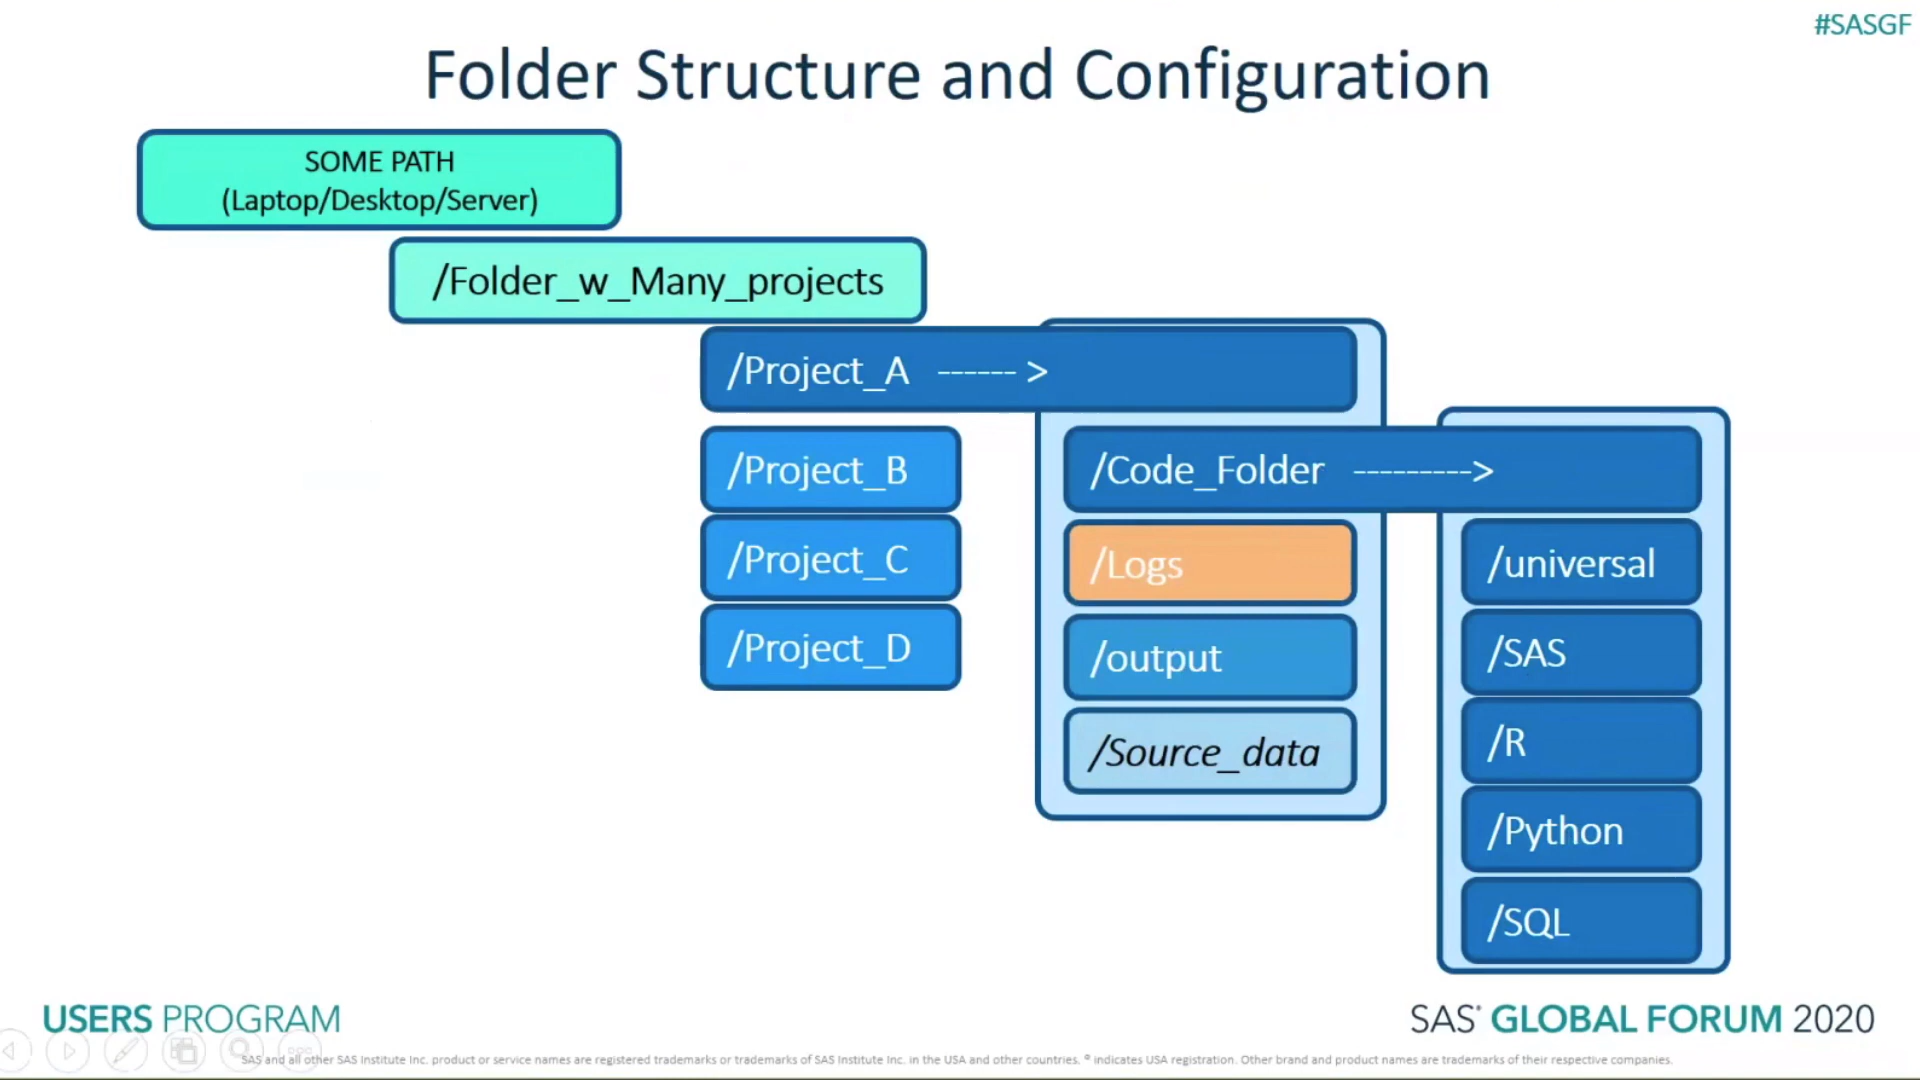 #SASGF
Folder Structure and Configuration
SOME PATH
(Laptop/Desktop/Server)
/Folder_w_Many_projects
/Project_A ------ >
/Project_B
/Project_C
/Project_D
/Code_Folder --------->
/Logs
/output
/Source_data
/universal
/SAS
/R
/Python
/SQL
USERS PROGRAM
SAS® GLOBAL FORUM 2020
SAS and all other SAS Institute Inc. product or service names are registered trademarks or trademarks of SAS Institute Inc. in the USA and other countries. ® indicates USA registration. Other brand and product names are trademarks of their respective companies.